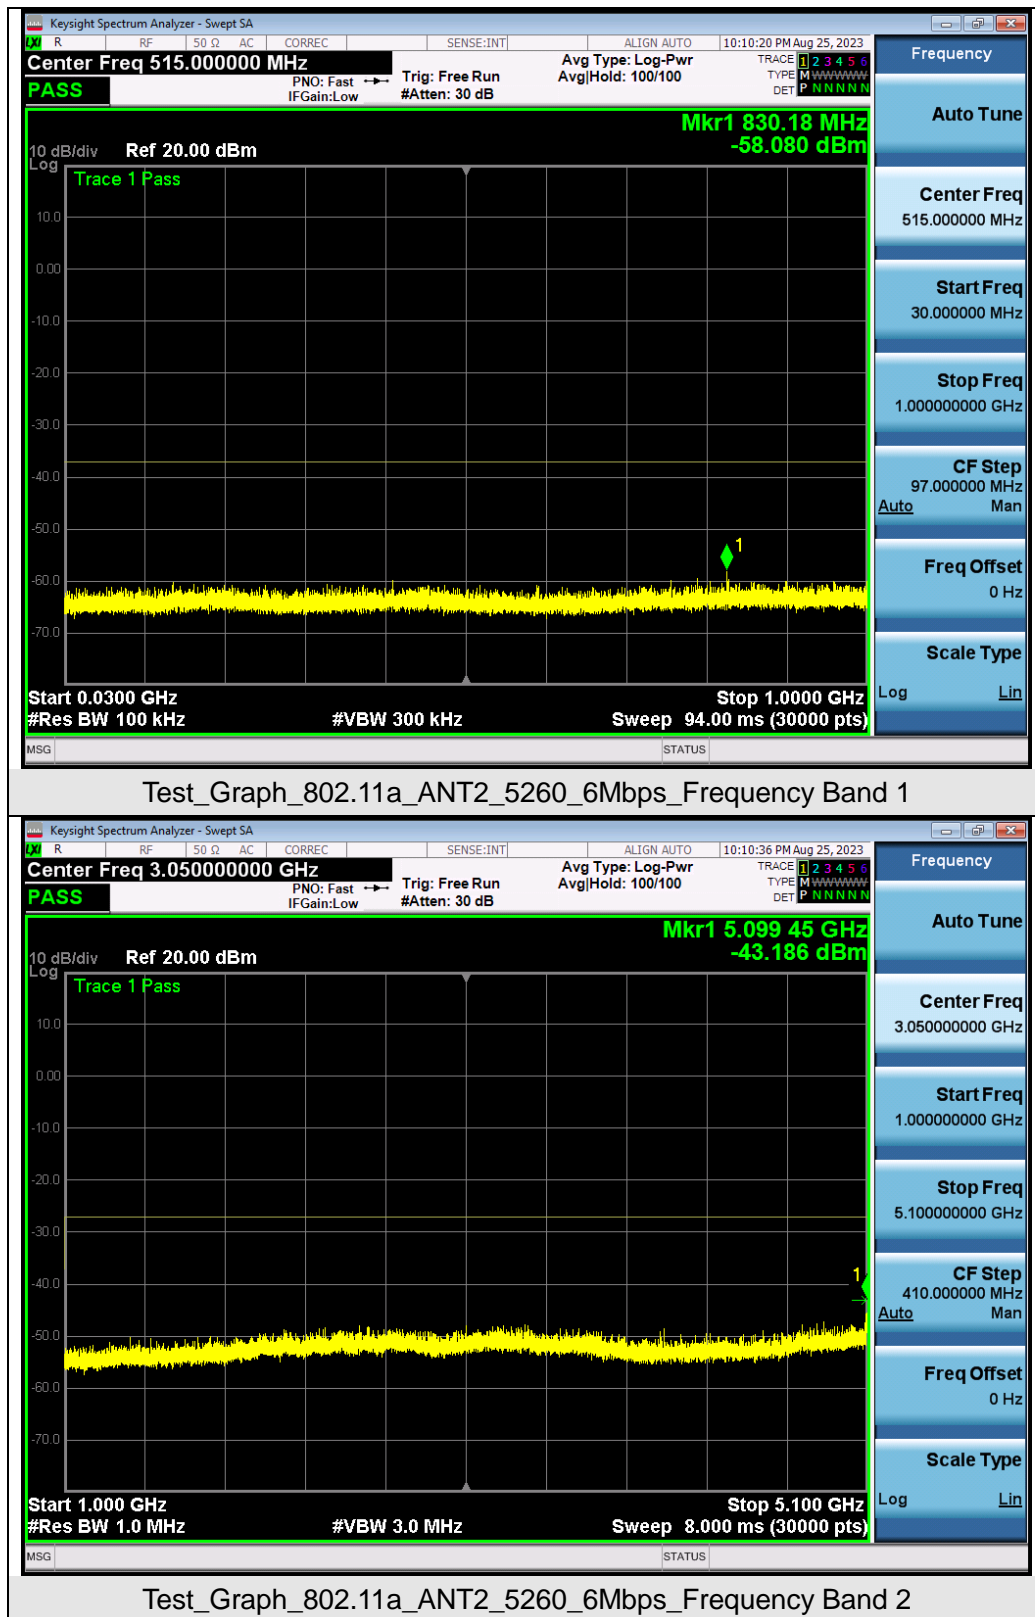 Keysight Spectrum Analyzer - Swept SA
LXI R RF 50 Ω AC CORREC SENSE:INT ALIGN AUTO 10:10:20 PM Aug 25, 2023
Center Freq 515.000000 MHz
PASS
PNO: Fast
IFGain:Low
Trig: Free Run
#Atten: 30 dB
Avg Type: Log-Pwr
Avg|Hold: 100/100
TRACE 1 2 3 4 5 6
TYPE M WWWWW
DET P N N N N N
Mkr1 830.18 MHz
-58.080 dBm
10 dB/div Ref 20.00 dBm
Log
Trace 1 Pass
10.0
0.00
-10.0
-20.0
-30.0
-40.0
-50.0
-60.0
-70.0
1
Start 0.0300 GHz Stop 1.0000 GHz
#Res BW 100 kHz #VBW 300 kHz Sweep 94.00 ms (30000 pts)
MSG STATUS
Frequency
Auto Tune
Center Freq
515.000000 MHz
Start Freq
30.000000 MHz
Stop Freq
1.000000000 GHz
CF Step
97.000000 MHz
Auto Man
Freq Offset
0 Hz
Scale Type
Log Lin
Test_Graph_802.11a_ANT2_5260_6Mbps_Frequency Band 1
Keysight Spectrum Analyzer - Swept SA
LXI R RF 50 Ω AC CORREC SENSE:INT ALIGN AUTO 10:10:36 PM Aug 25, 2023
Center Freq 3.050000000 GHz
PASS
PNO: Fast
IFGain:Low
Trig: Free Run
#Atten: 30 dB
Avg Type: Log-Pwr
Avg|Hold: 100/100
TRACE 1 2 3 4 5 6
TYPE M WWWWW
DET P N N N N N
Mkr1 5.099 45 GHz
-43.186 dBm
10 dB/div Ref 20.00 dBm
Log
Trace 1 Pass
10.0
0.00
-10.0
-20.0
-30.0
-40.0
-50.0
-60.0
-70.0
1
Start 1.000 GHz Stop 5.100 GHz
#Res BW 1.0 MHz #VBW 3.0 MHz Sweep 8.000 ms (30000 pts)
MSG STATUS
Frequency
Auto Tune
Center Freq
3.050000000 GHz
Start Freq
1.000000000 GHz
Stop Freq
5.100000000 GHz
CF Step
410.000000 MHz
Auto Man
Freq Offset
0 Hz
Scale Type
Log Lin
Test_Graph_802.11a_ANT2_5260_6Mbps_Frequency Band 2